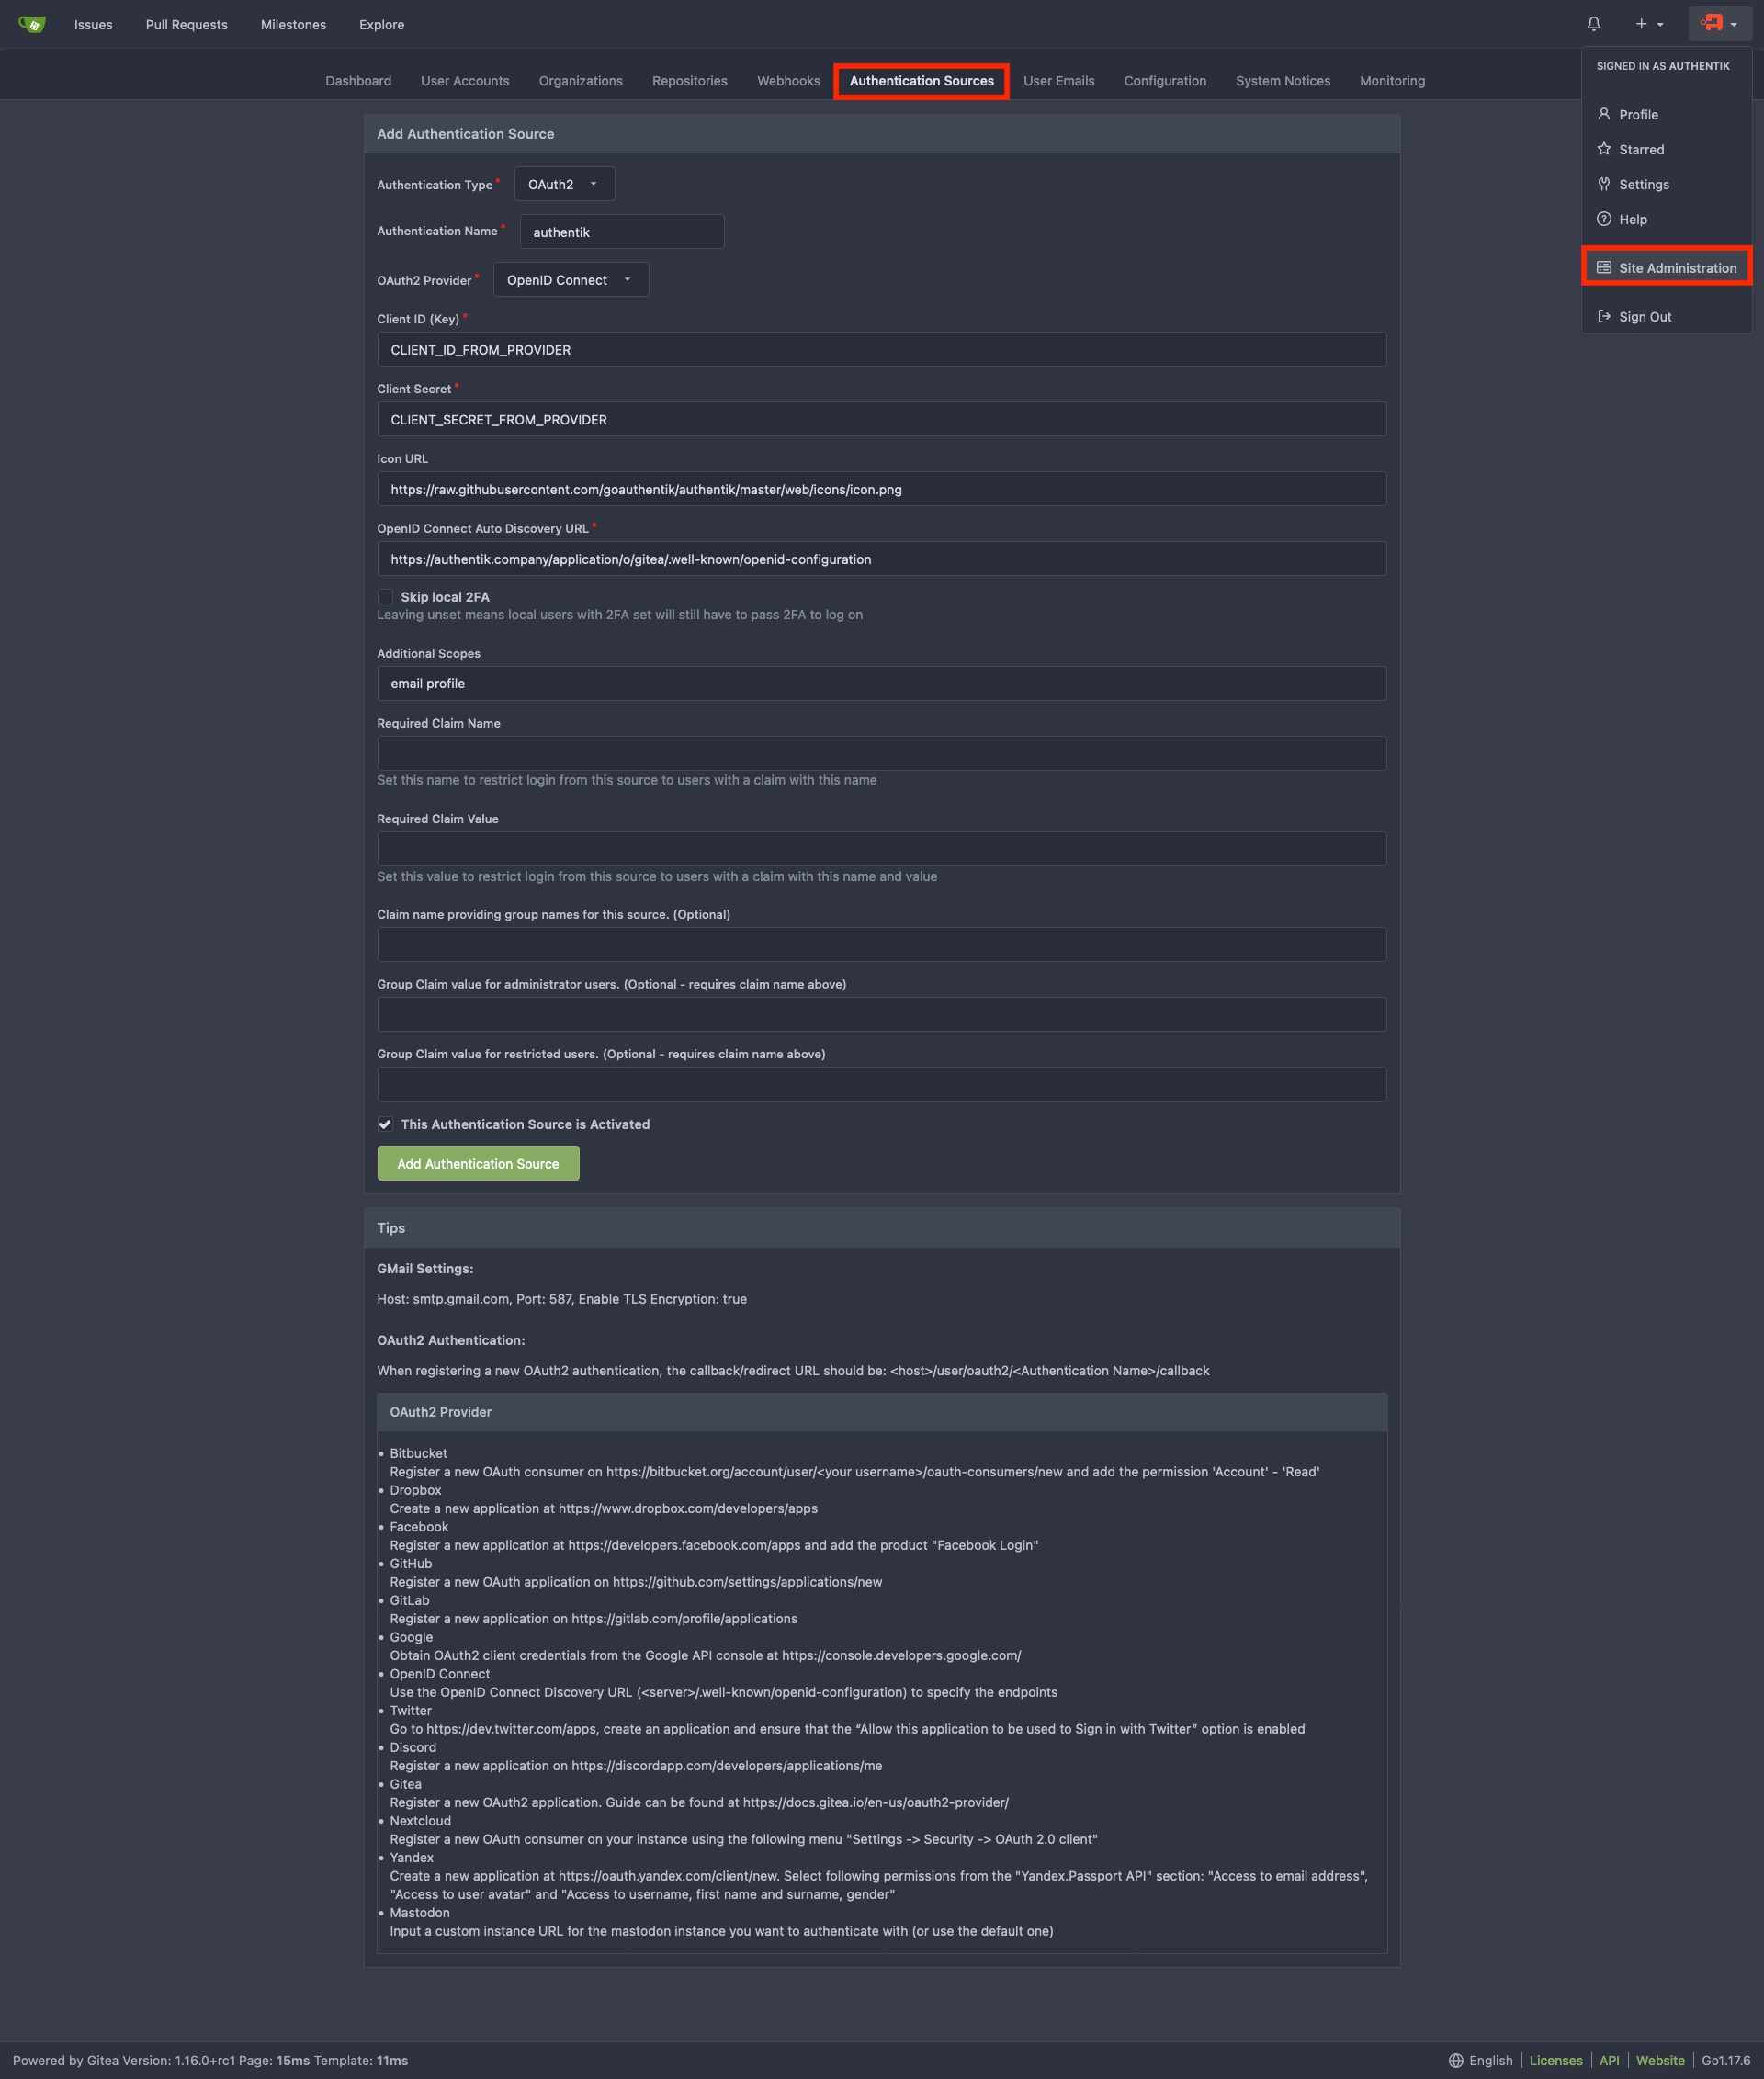 Issues Pull Requests Milestones Explore
SIGNED IN AS AUTHENTIK
Profile
Starred
Settings
Help
Site Administration
Sign Out
Dashboard User Accounts Organizations Repositories Webhooks Authentication Sources User Emails Configuration System Notices Monitoring
Add Authentication Source
Authentication Type* OAuth2
Authentication Name* authentik
OAuth2 Provider* OpenID Connect
Client ID (Key)*
CLIENT_ID_FROM_PROVIDER
Client Secret*
CLIENT_SECRET_FROM_PROVIDER
Icon URL
https://raw.githubusercontent.com/goauthentik/authentik/master/web/icons/icon.png
OpenID Connect Auto Discovery URL*
https://authentik.company/application/o/gitea/.well-known/openid-configuration
Skip local 2FA
Leaving unset means local users with 2FA set will still have to pass 2FA to log on
Additional Scopes
email profile
Required Claim Name
Set this name to restrict login from this source to users with a claim with this name
Required Claim Value
Set this value to restrict login from this source to users with a claim with this name and value
Claim name providing group names for this source. (Optional)
Group Claim value for administrator users. (Optional - requires claim name above)
Group Claim value for restricted users. (Optional - requires claim name above)
This Authentication Source is Activated
Add Authentication Source
Tips
GMail Settings:
Host: smtp.gmail.com, Port: 587, Enable TLS Encryption: true
OAuth2 Authentication:
When registering a new OAuth2 authentication, the callback/redirect URL should be: <host>/user/oauth2/<Authentication Name>/callback
OAuth2 Provider
• Bitbucket
Register a new OAuth consumer on https://bitbucket.org/account/user/<your username>/oauth-consumers/new and add the permission 'Account' - 'Read'
• Dropbox
Create a new application at https://www.dropbox.com/developers/apps
• Facebook
Register a new application at https://developers.facebook.com/apps and add the product "Facebook Login"
• GitHub
Register a new OAuth application on https://github.com/settings/applications/new
• GitLab
Register a new application on https://gitlab.com/profile/applications
• Google
Obtain OAuth2 client credentials from the Google API console at https://console.developers.google.com/
• OpenID Connect
Use the OpenID Connect Discovery URL (<server>/.well-known/openid-configuration) to specify the endpoints
• Twitter
Go to https://dev.twitter.com/apps, create an application and ensure that the “Allow this application to be used to Sign in with Twitter” option is enabled
• Discord
Register a new application on https://discordapp.com/developers/applications/me
• Gitea
Register a new OAuth2 application. Guide can be found at https://docs.gitea.io/en-us/oauth2-provider/
• Nextcloud
Register a new OAuth consumer on your instance using the following menu "Settings -> Security -> OAuth 2.0 client"
• Yandex
Create a new application at https://oauth.yandex.com/client/new. Select following permissions from the "Yandex.Passport API" section: "Access to email address",
"Access to user avatar" and "Access to username, first name and surname, gender"
• Mastodon
Input a custom instance URL for the mastodon instance you want to authenticate with (or use the default one)
Powered by Gitea Version: 1.16.0+rc1 Page: 15ms Template: 11ms English Licenses API Website Go1.17.6